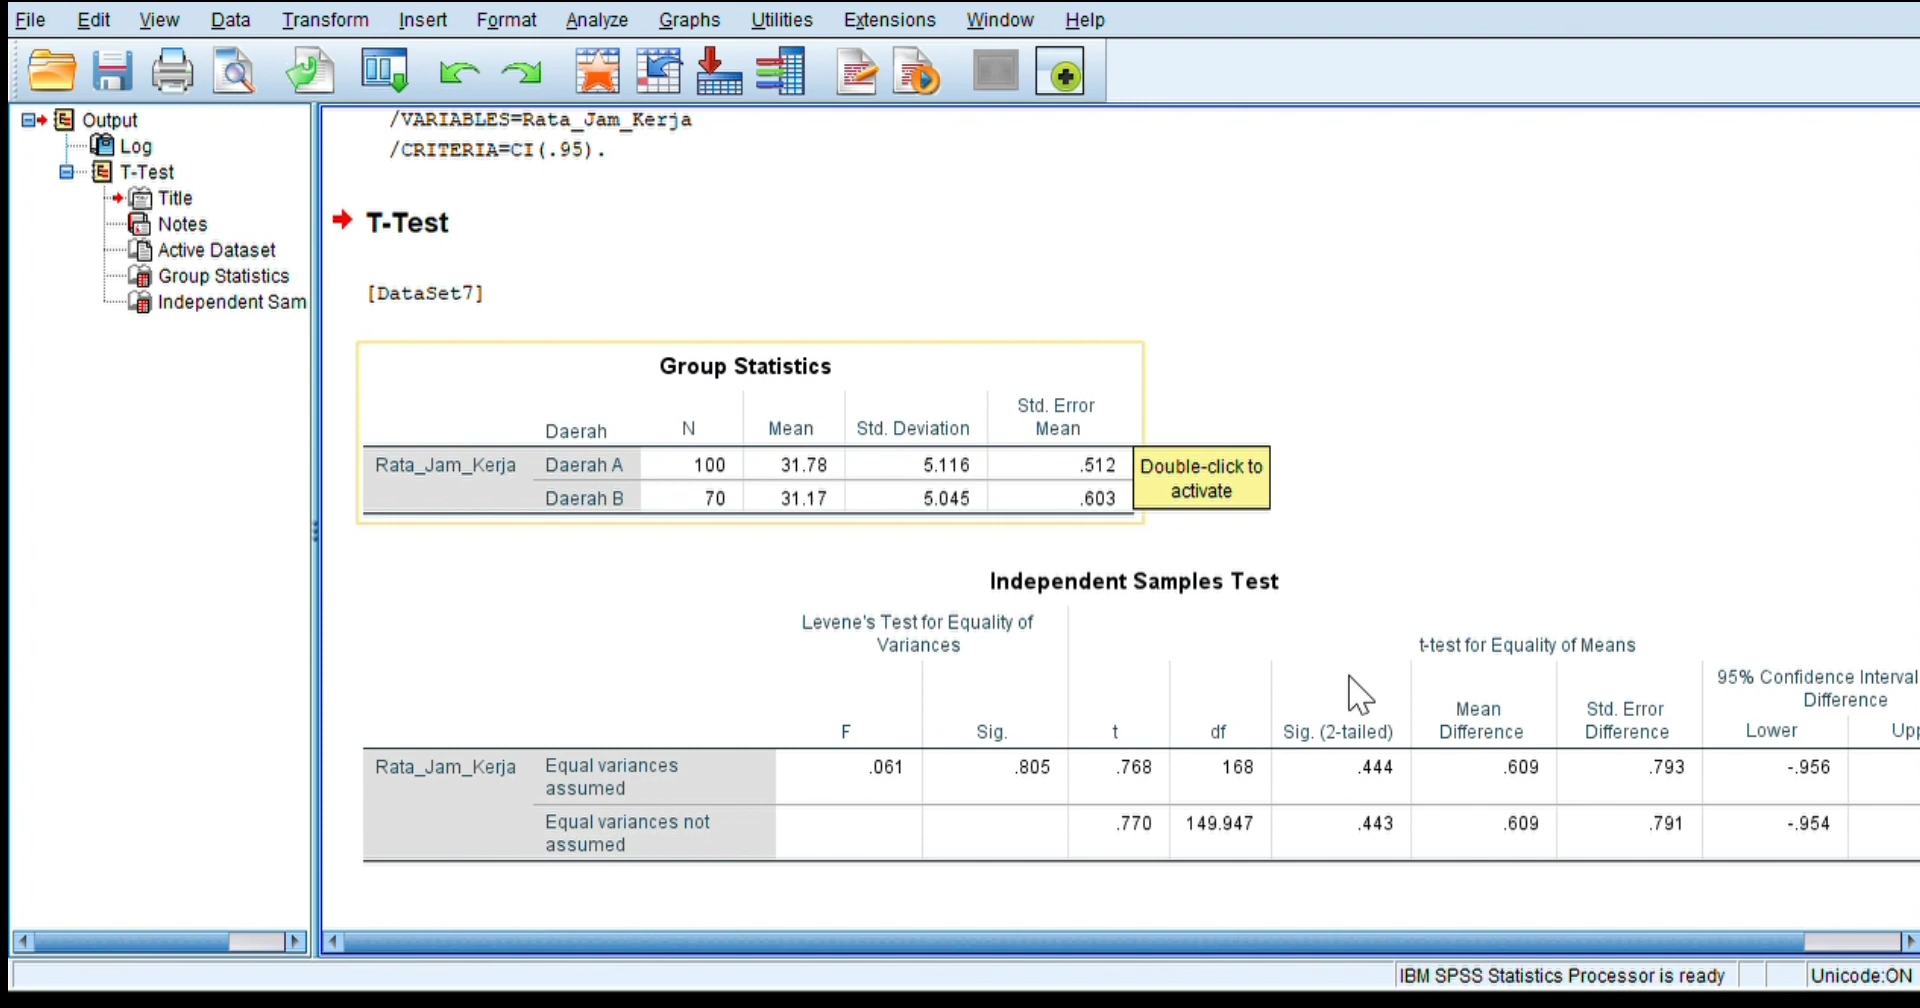 File Edit View Data Transform Insert Format Analyze Graphs Utilities Extensions Window Help
Output
Log
T-Test
Title
Notes
Active Dataset
Group Statistics
Independent Sam
/VARIABLES=Rata_Jam_Kerja
/CRITERIA=CI(.95).
T-Test
[DataSet7]
Group Statistics
Std. Error
Daerah N Mean Std. Deviation Mean
Rata_Jam_Kerja Daerah A 100 31.78 5.116 .512
Daerah B 70 31.17 5.045 .603
Double-click to
activate
Independent Samples Test
Levene's Test for Equality of
Variances
t-test for Equality of Means
95% Confidence Interval
Difference
Mean Std. Error
F Sig. t df Sig. (2-tailed) Difference Difference Lower Upp
Rata_Jam_Kerja Equal variances
assumed .061 .805 .768 168 .444 .609 .793 -.956
Equal variances not
assumed .770 149.947 .443 .609 .791 -.954
IBM SPSS Statistics Processor is ready Unicode:ON